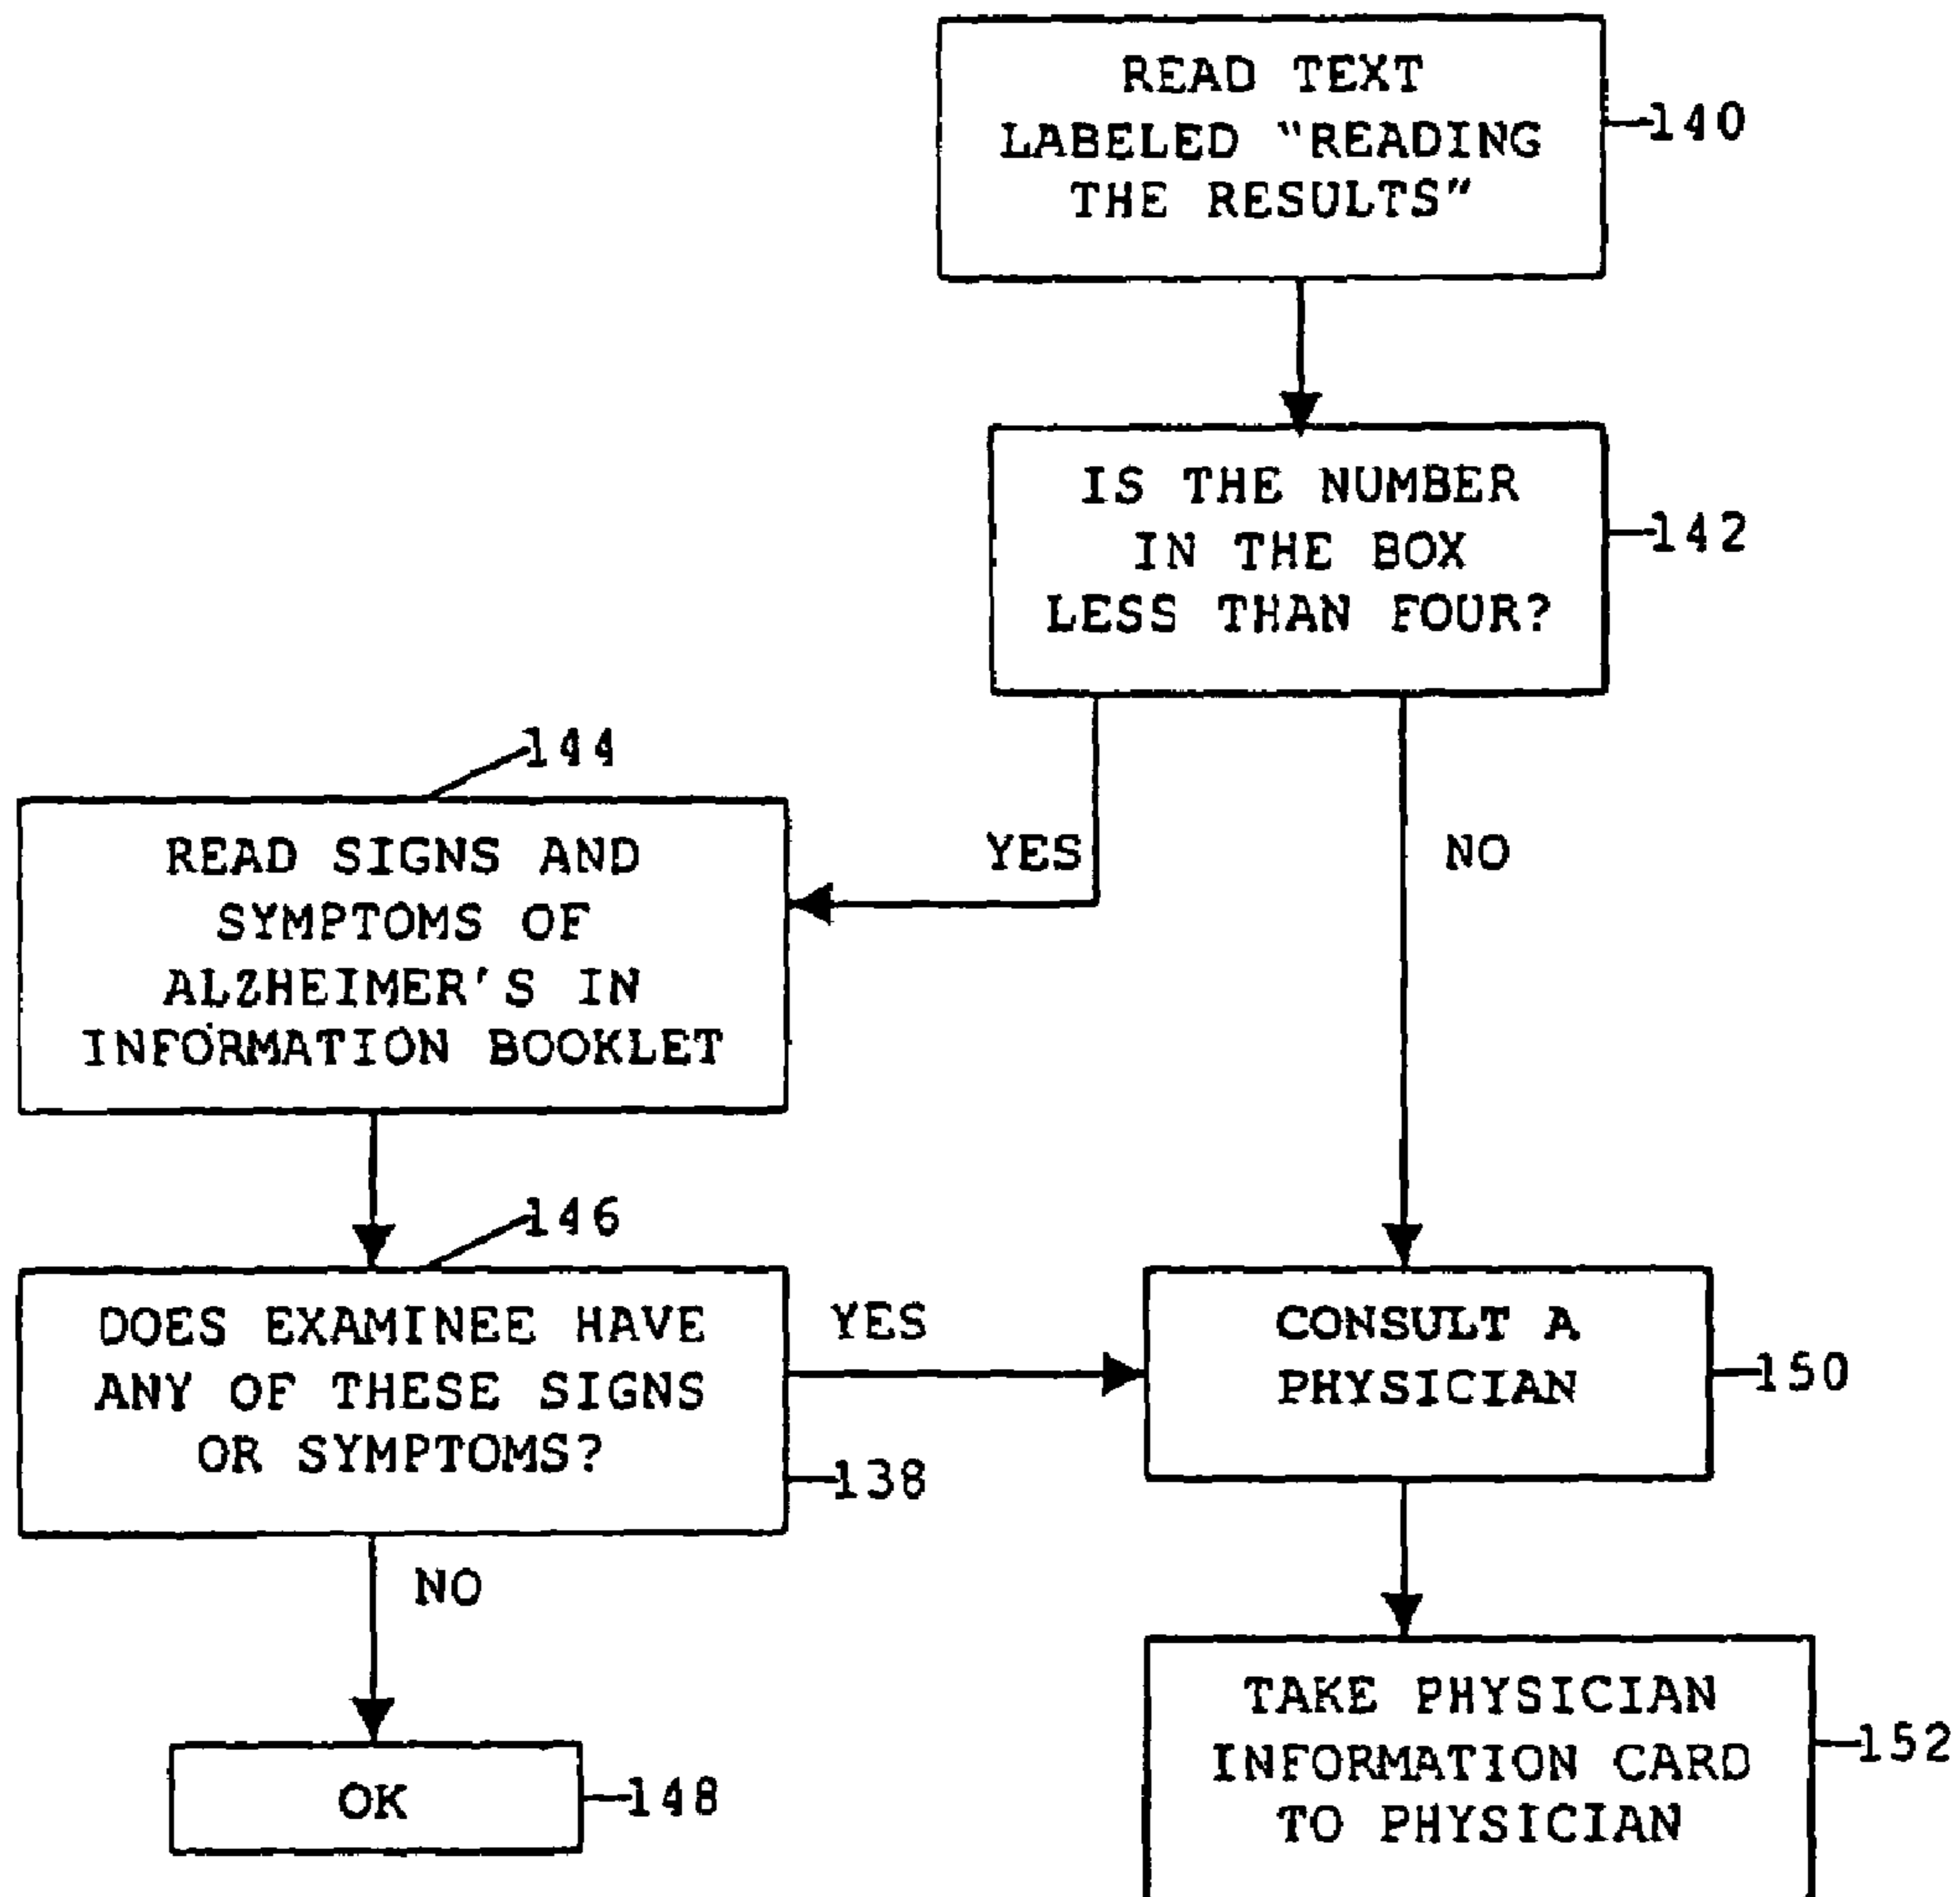 READ TEXT
LABELED "READING
THE RESULTS"
140
IS THE NUMBER
IN THE BOX
LESS THAN FOUR?
142
144
READ SIGNS AND
SYMPTOMS OF
ALZHEIMER'S IN
INFORMATION BOOKLET
YES
NO
146
DOES EXAMINEE HAVE
ANY OF THESE SIGNS
OR SYMPTOMS?
138
YES
CONSULT A
PHYSICIAN
150
NO
OK
148
TAKE PHYSICIAN
INFORMATION CARD
TO PHYSICIAN
152